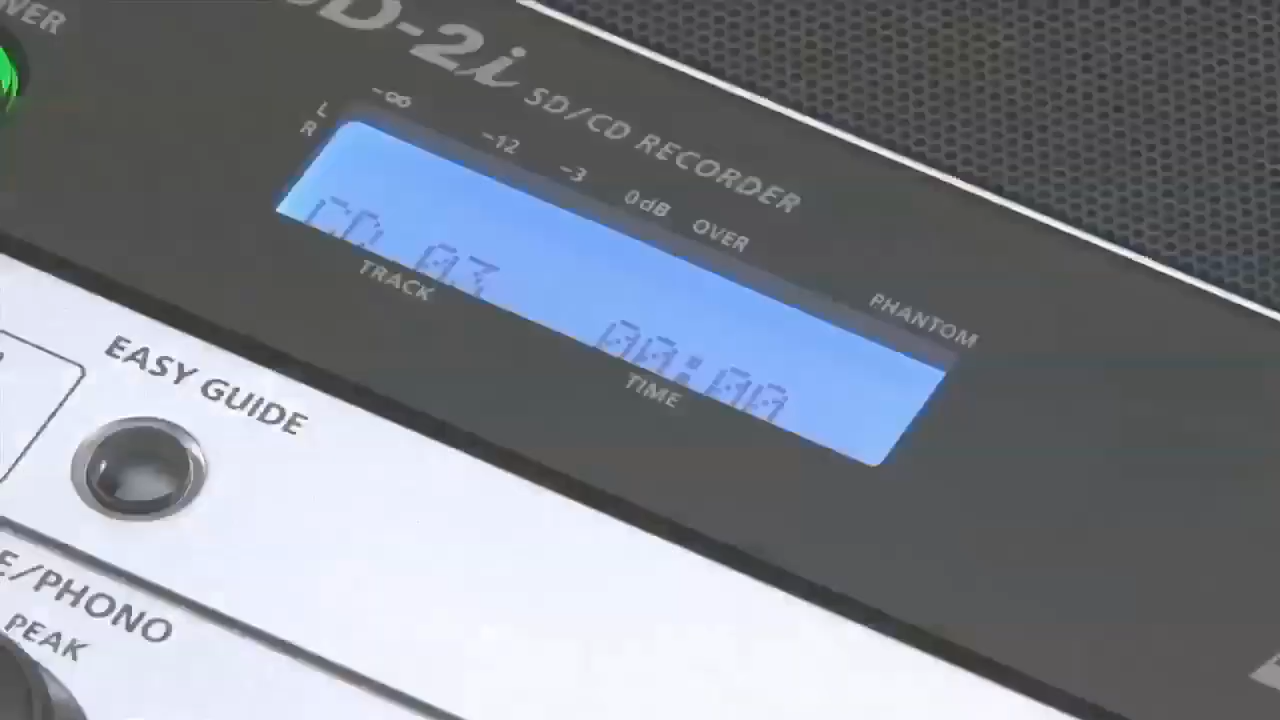 D-2i SD/CD RECORDER
L
R
-∞ -12 -3 0dB OVER
PHANTOM
CD 03 00:00
TRACK
TIME
EASY GUIDE
E/PHONO
PEAK